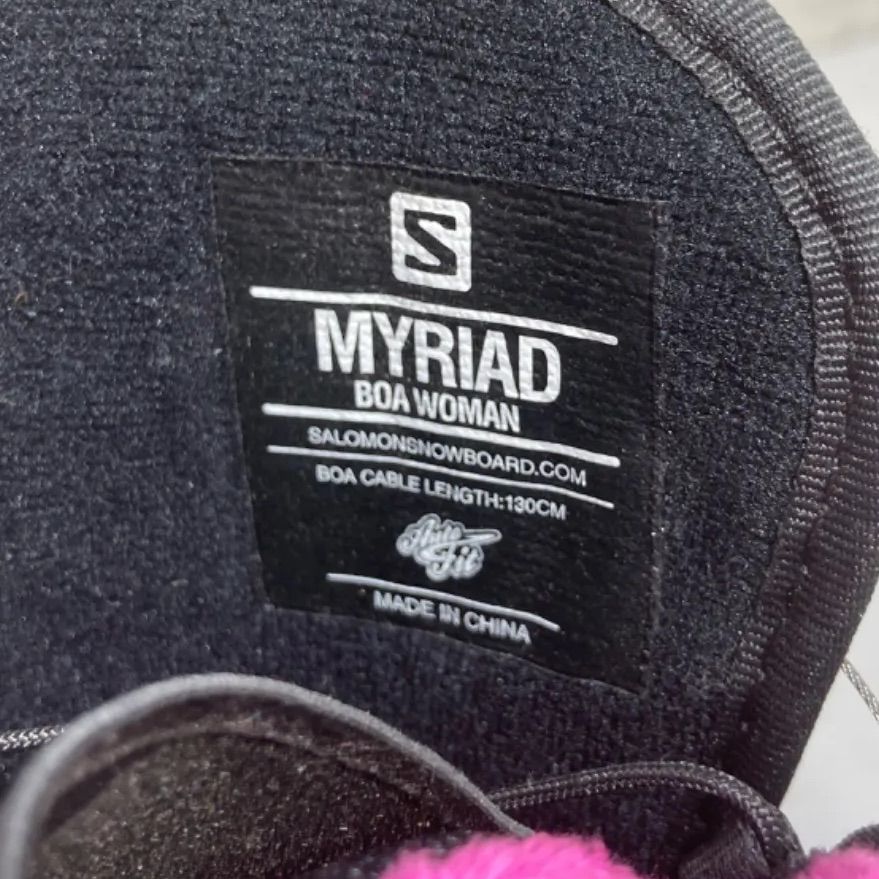 S
MYRIAD
BOA WOMAN
SALOMONSNOWBOARD.COM
BOA CABLE LENGTH:130CM
Auto
Fit
MADE IN CHINA